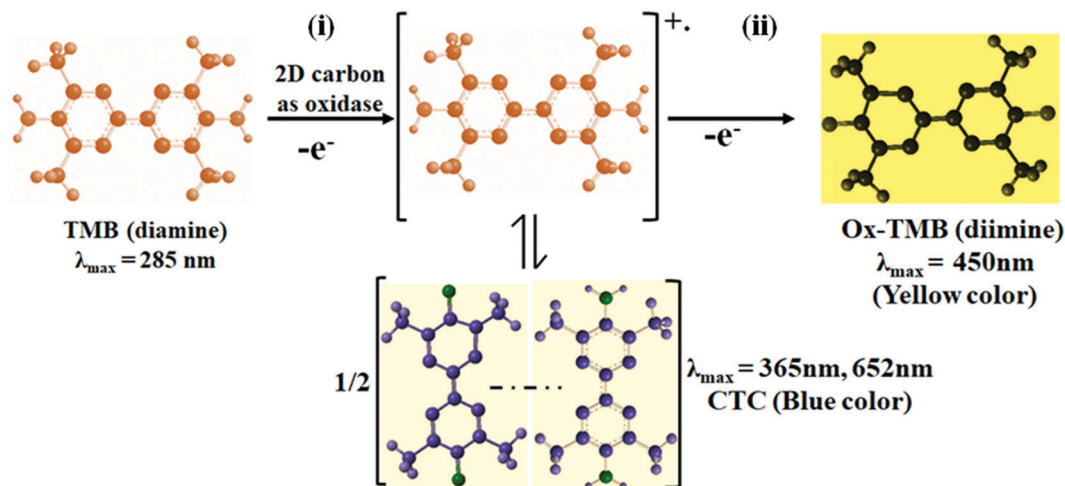 (i)
2D carbon
as oxidase
-e⁻
+.
(ii)
-e⁻
TMB (diamine)
λmax = 285 nm
Ox-TMB (diimine)
λmax = 450nm
(Yellow color)
1/2
λmax = 365nm, 652nm
CTC (Blue color)